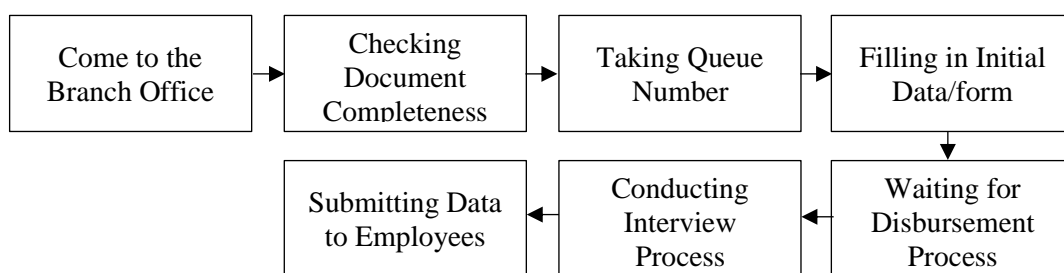 Come to the
Branch Office
Checking
Document
Completeness
Taking Queue
Number
Filling in Initial
Data/form
Waiting for
Disbursement
Process
Conducting
Interview
Process
Submitting Data
to Employees